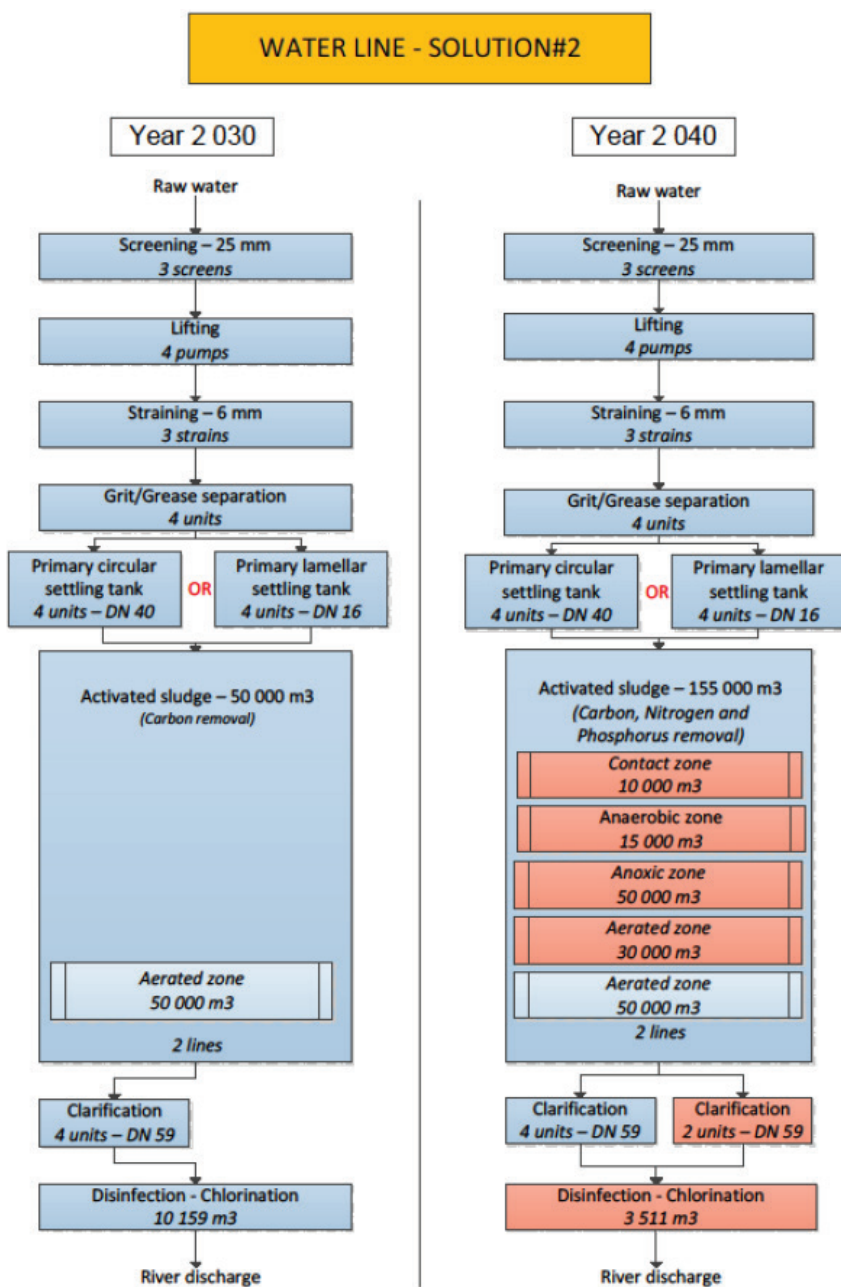 WATER LINE - SOLUTION#2
Year 2 030
Raw water
Screening – 25 mm
3 screens
Lifting
4 pumps
Straining – 6 mm
3 strains
Grit/Grease separation
4 units
Primary circular
settling tank
4 units – DN 40
OR
Primary lamellar
settling tank
4 units – DN 16
Activated sludge – 50 000 m3
(Carbon removal)
Aerated zone
50 000 m3
2 lines
Clarification
4 units – DN 59
Disinfection - Chlorination
10 159 m3
River discharge
Year 2 040
Raw water
Screening – 25 mm
3 screens
Lifting
4 pumps
Straining – 6 mm
3 strains
Grit/Grease separation
4 units
Primary circular
settling tank
4 units – DN 40
OR
Primary lamellar
settling tank
4 units – DN 16
Activated sludge – 155 000 m3
(Carbon, Nitrogen and
Phosphorus removal)
Contact zone
10 000 m3
Anaerobic zone
15 000 m3
Anoxic zone
50 000 m3
Aerated zone
30 000 m3
Aerated zone
50 000 m3
2 lines
Clarification
4 units – DN 59
Clarification
2 units – DN 59
Disinfection - Chlorination
3 511 m3
River discharge